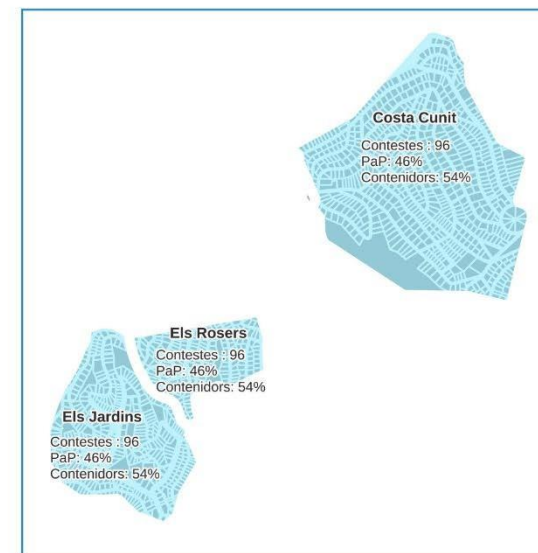 Costa Cunit
Contestes : 96
PaP: 46%
Contenidors: 54%
Els Rosers
Contestes : 96
PaP: 46%
Contenidors: 54%
Els Jardins
Contestes : 96
PaP: 46%
Contenidors: 54%